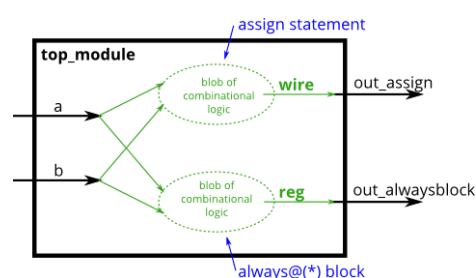 assign statement
top_module
blob of
combinational
logic
wire
out_assign
a
b
blob of
combinational
logic
reg
out_alwaysblock
always@(*) block